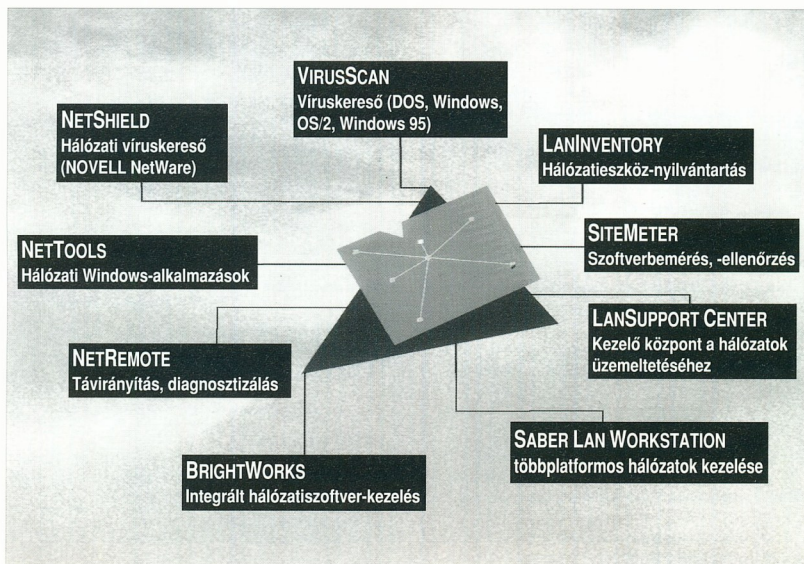 VIRUSSCAN
Víruskereső (DOS, Windows,
OS/2, Windows 95)
NETSHIELD
Hálózati víruskereső
(NOVELL NetWare)
LANINVENTORY
Hálózatieszköz-nyilvántartás
NETTOOLS
Hálózati Windows-alkalmazások
SITEMETER
Szoftverbemérés, -ellenőrzés
NETREMOTE
Távirányítás, diagnosztizálás
LANSUPPORT CENTER
Kezelő központ a hálózatok
üzemeltetéséhez
BRIGHTWORKS
Integrált hálózatiszoftver-kezelés
SABER LAN WORKSTATION
többplatformos hálózatok kezelése